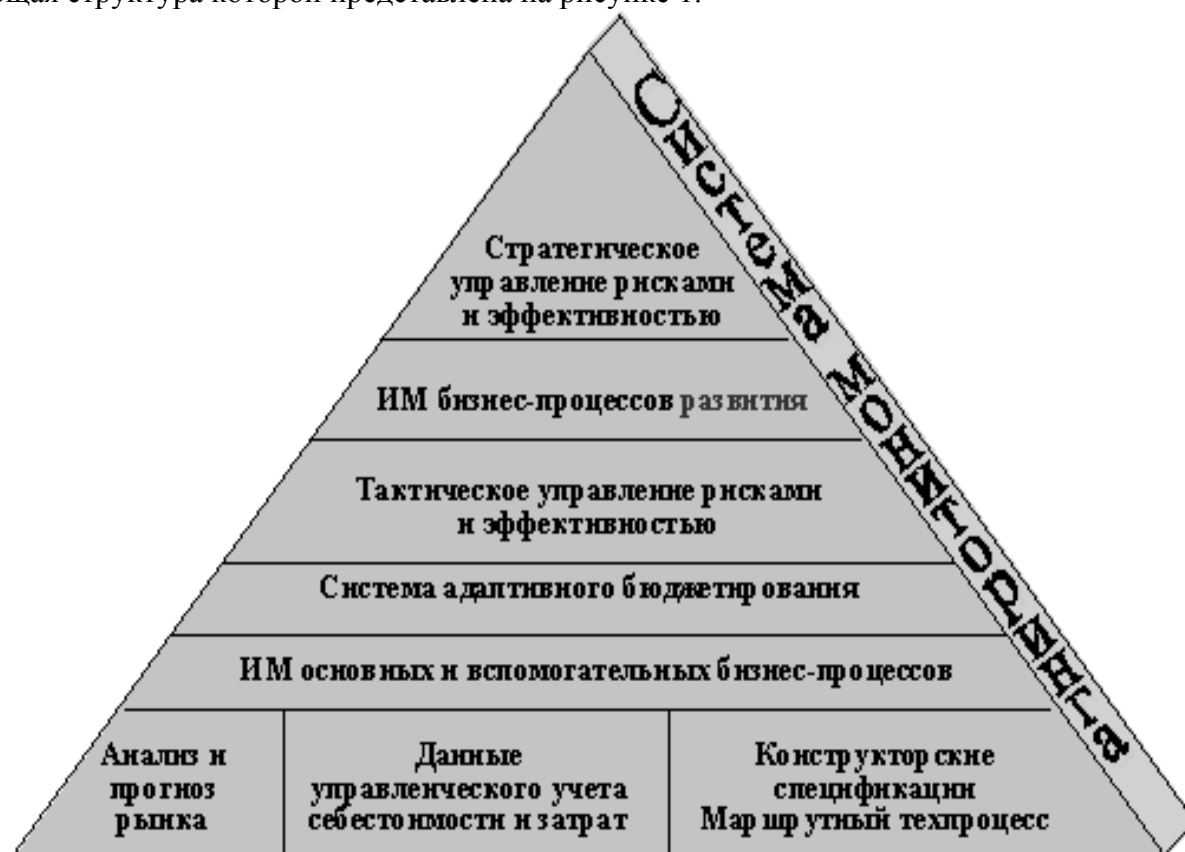 щая структура которой представлена на рисунке 1.
Система мониторинга
Стратегическое
управление рисками
и эффективностью
ИМ бизнес-процессов развития
Тактическое управление рисками
и эффективностью
Система адаптивного бюджетирования
ИМ основных и вспомогательных бизнес-процессов
Анализ и
прогноз
рынка
Данные
управленческого учета
себестоимости и затрат
Конструкторские
спецификации
Маршрутный техпроцесс